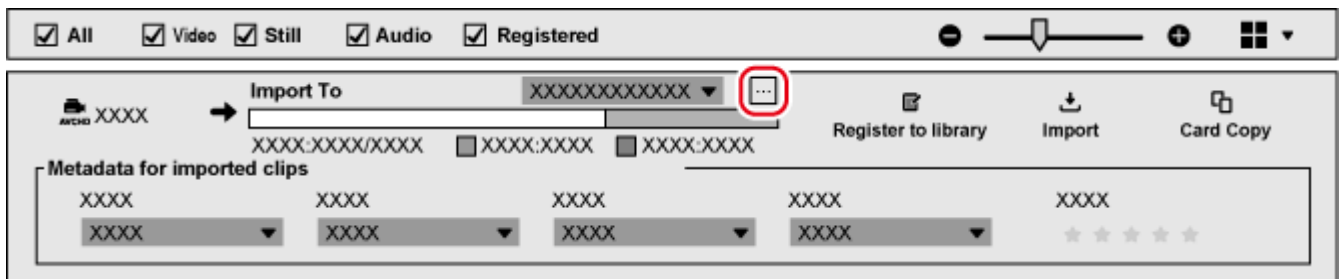 All Video Still Audio Registered
Import To XXXXXXXXXXXX ...
AVCHD XXXX
Register to library Import Card Copy
XXXX:XXXX/XXXX XXXX:XXXX XXXX:XXXX
Metadata for imported clips
XXXX XXXX XXXX XXXX XXXX
XXXX XXXX XXXX XXXX